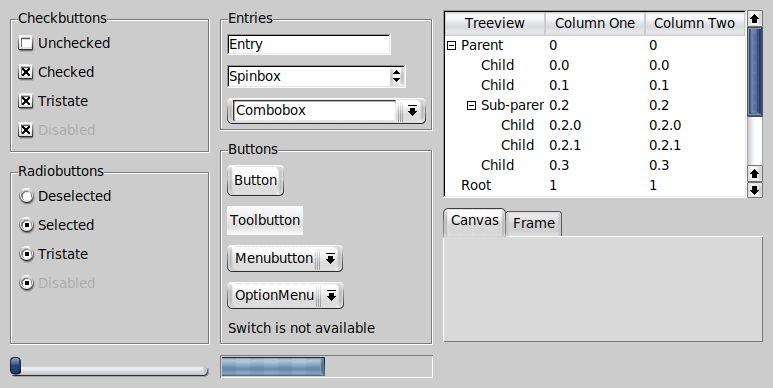 Checkbuttons
Unchecked
Checked
Tristate
Disabled
Radiobuttons
Deselected
Selected
Tristate
Disabled
Entries
Entry
Spinbox
Combobox
Buttons
Button
Toolbutton
Menubutton
OptionMenu
Switch is not available
Treeview Column One Column Two
Parent 0 0
Child 0.0 0.0
Child 0.1 0.1
Sub-parer 0.2 0.2
Child 0.2.0 0.2.0
Child 0.2.1 0.2.1
Child 0.3 0.3
Root 1 1
Canvas Frame